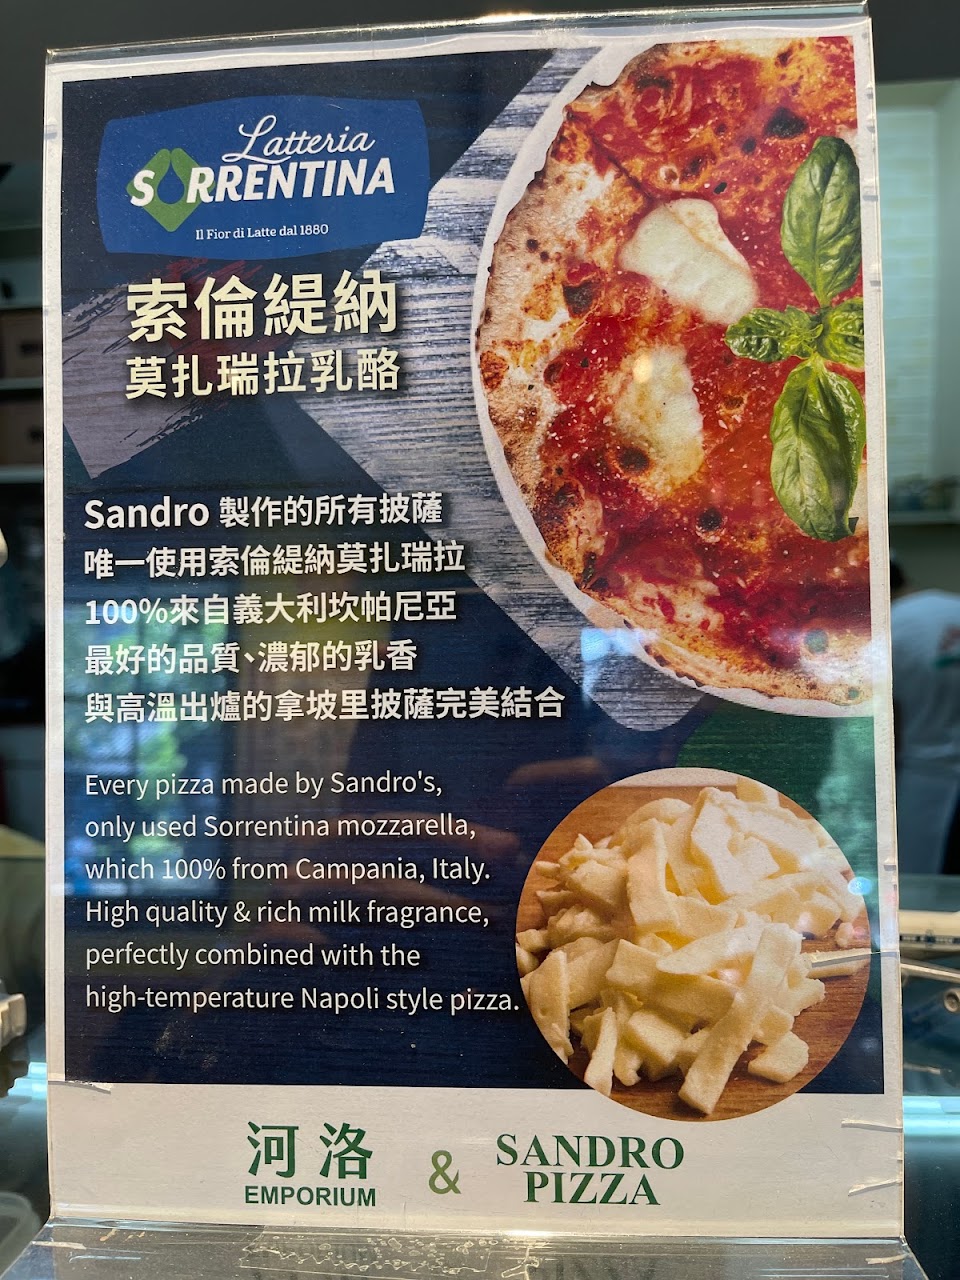 Latteria
SORRENTINA
Il Fior di Latte dal 1880
索倫緹納
莫扎瑞拉乳酪
Sandro 製作的所有披薩
唯一使用索倫緹納莫扎瑞拉
100%來自義大利坎帕尼亞
最好的品質、濃郁的乳香
與高溫出爐的拿坡里披薩完美結合
Every pizza made by Sandro's,
only used Sorrentina mozzarella,
which 100% from Campania, Italy.
High quality & rich milk fragrance,
perfectly combined with the
high-temperature Napoli style pizza.
河洛
EMPORIUM
&
SANDRO
PIZZA